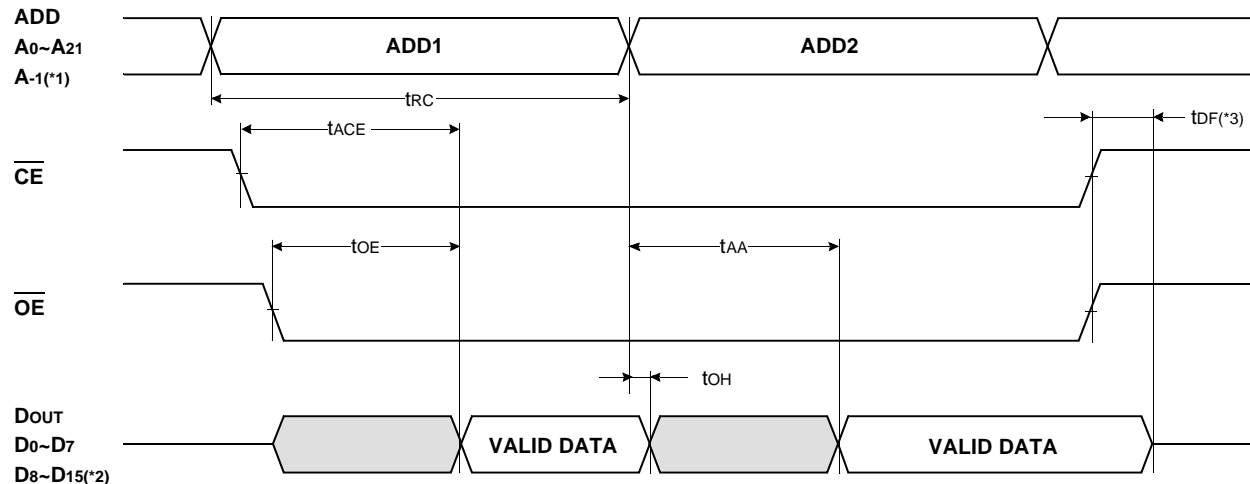 ADD
A0~A21
A-1(*1)
ADD1
ADD2
tRC
tACE
tDF(*3)
CE
tOE
tAA
OE
tOH
DOUT
D0~D7
D8~D15(*2)
VALID DATA
VALID DATA